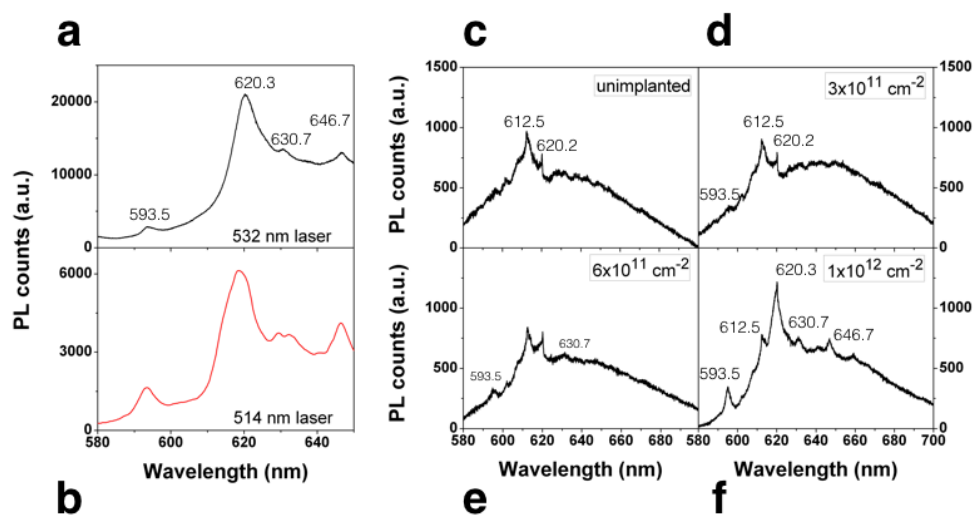 a
c
d
PL counts (a.u.)
20000
10000
0
593.5
620.3
630.7
646.7
532 nm laser
6000
3000
0
514 nm laser
580 600 620 640
Wavelength (nm)
PL counts (a.u.)
1500
1000
500
0
unimplanted
612.5
620.2
3x10¹¹ cm⁻²
612.5
620.2
593.5
1500
1000
500
0
PL counts (a.u.)
1000
500
0
6x10¹¹ cm⁻²
593.5
630.7
1x10¹² cm⁻²
620.3
612.5
630.7
646.7
593.5
1000
500
0
580 600 620 640 660 680 580 600 620 640 660 680 700
Wavelength (nm)
Wavelength (nm)
b
e
f